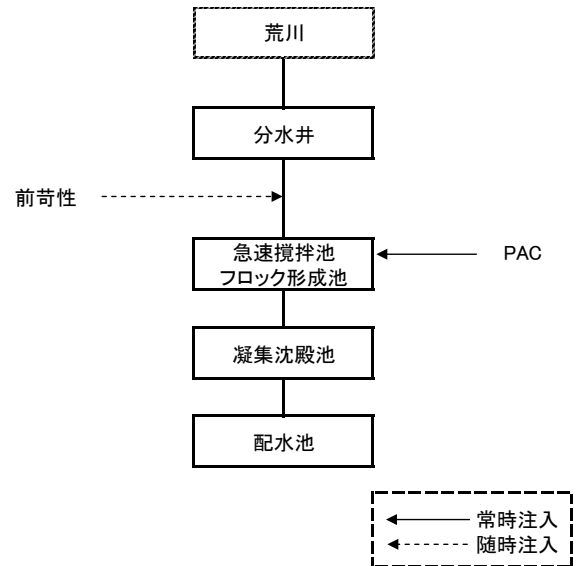 荒川
分水井
前苛性
急速撹拌池
フロック形成池
PAC
凝集沈殿池
配水池
常時注入
随時注入